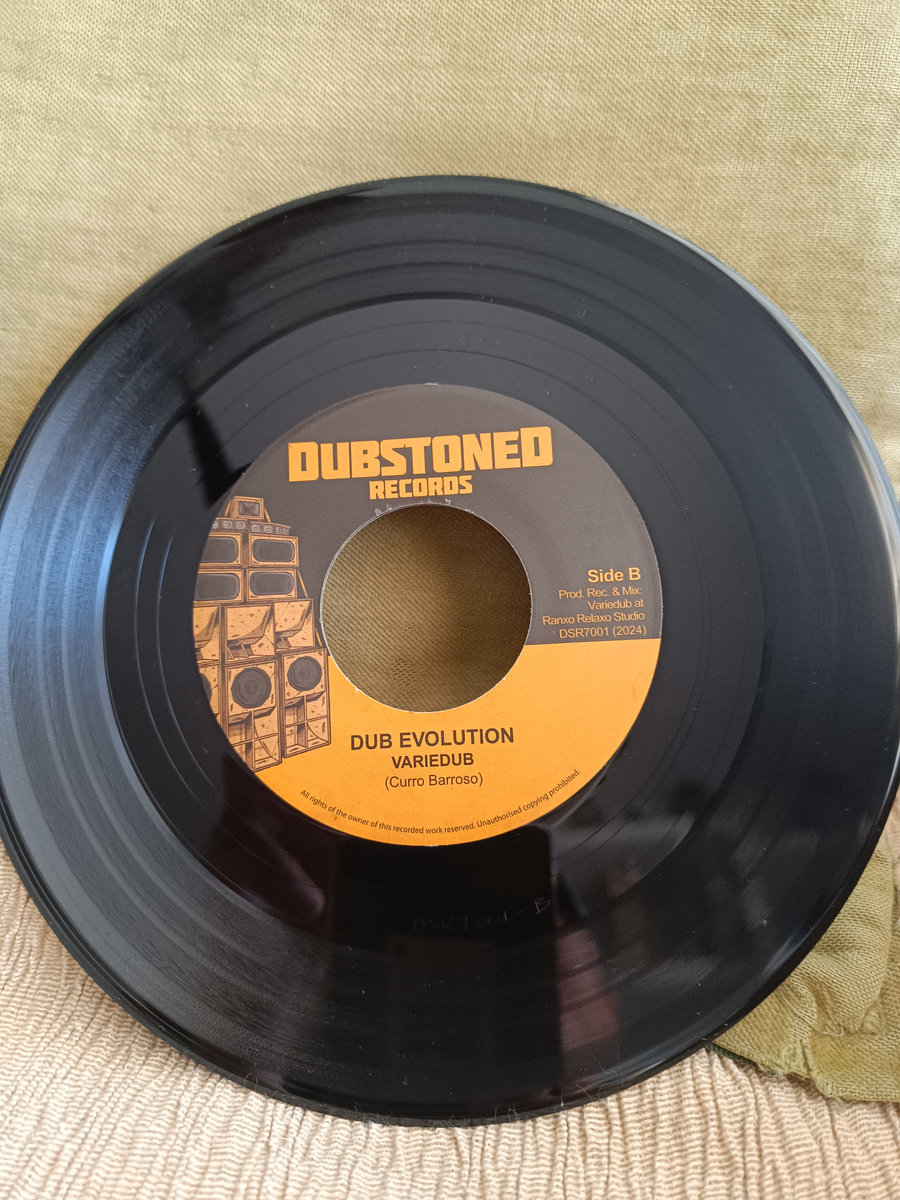 DUBSTONED
RECORDS
Side B
Prod. Rec. & Mix:
Variedub at
Ranxo Relaxo Studio
DSR7001 (2024)
DUB EVOLUTION
VARIEDUB
(Curro Barroso)
All rights of the owner of this recorded work reserved. Unauthorised copying prohibited.
DSR7001-B